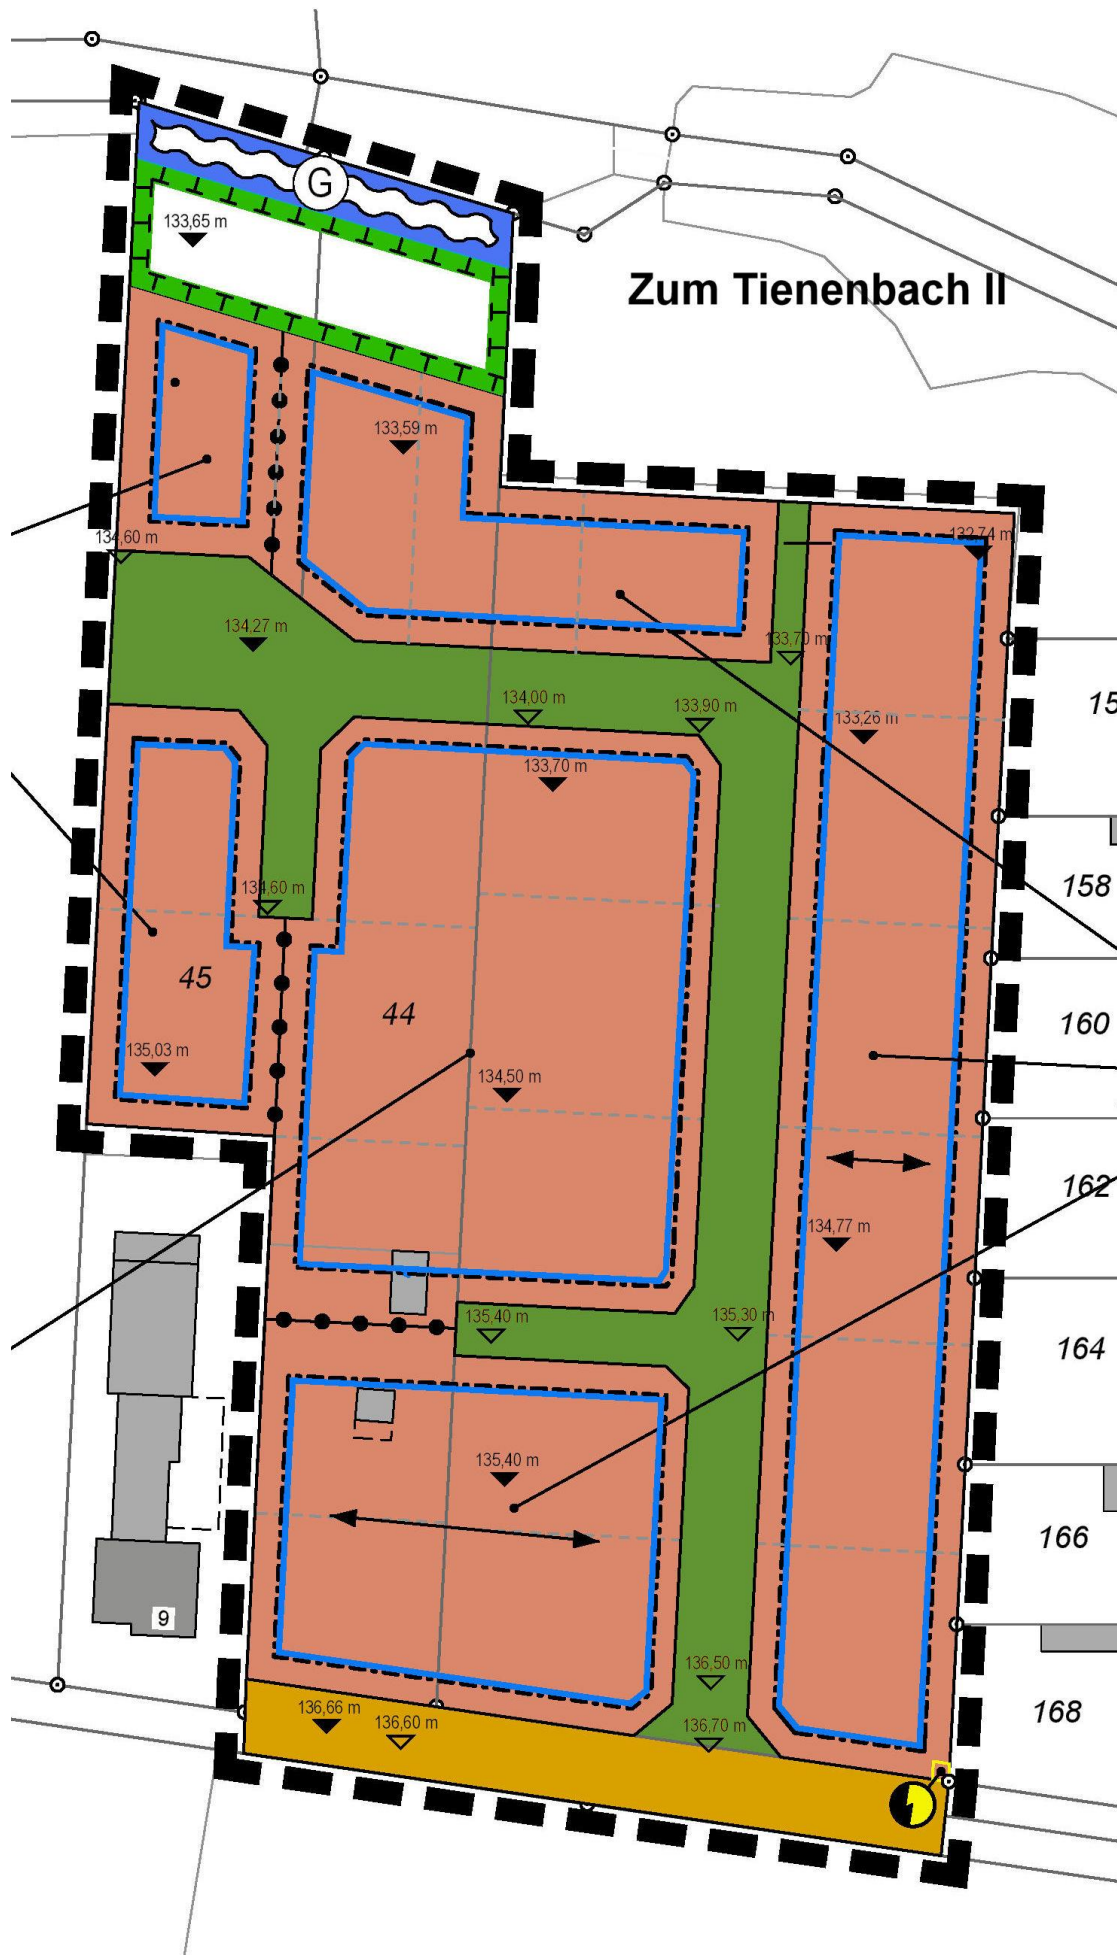 G
133,65 m
Zum Tienenbach II
133,59 m
134,60 m
132,74 m
134,27 m
133,70 m
134,00 m
133,90 m
133,26 m
15
133,70 m
158
134,60 m
45
44
160
135,03 m
134,50 m
162
134,77 m
135,40 m
135,30 m
164
135,40 m
166
9
136,50 m
136,66 m
136,60 m
136,70 m
168